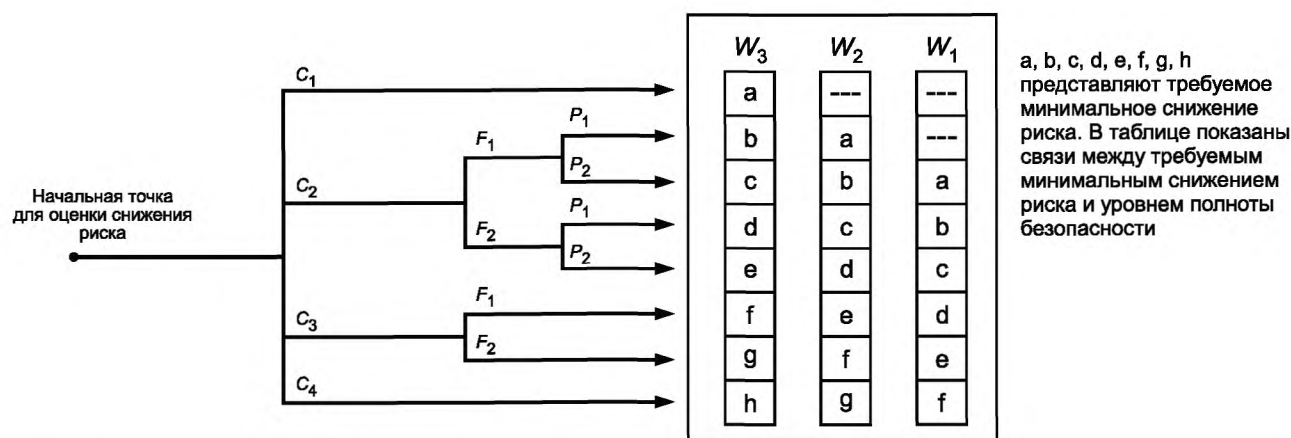 W3 W2 W1
a, b, c, d, e, f, g, h
представляют требуемое
минимальное снижение
риска. В таблице показаны
связи между требуемым
минимальным снижением
риска и уровнем полноты
безопасности
Начальная точка
для оценки снижения
риска
C1
a --- ---
P1
b a ---
F1
P2
c b a
C2
P1
d c b
F2
P2
e d c
F1
f e d
C3
F2
g f e
C4
h g f